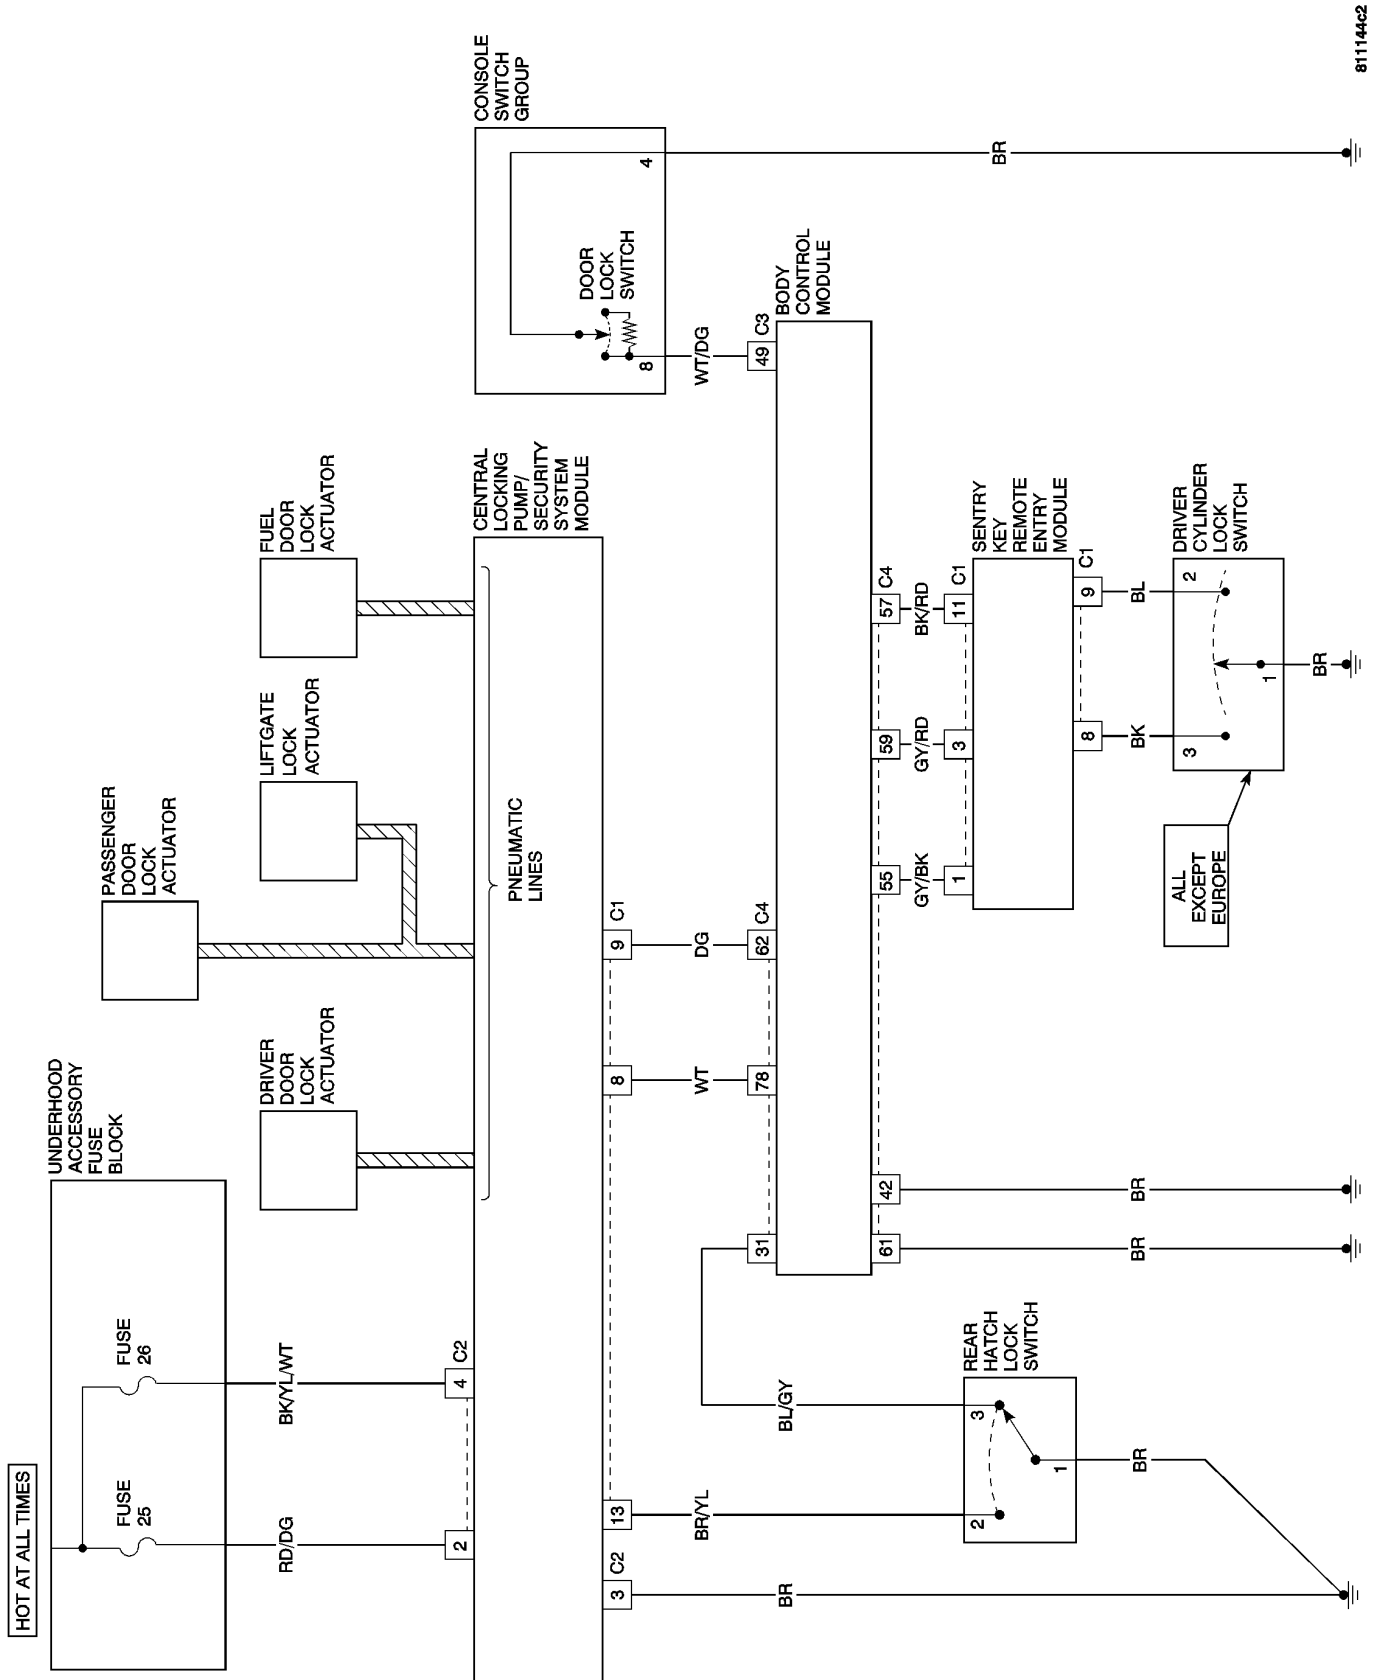 HOT AT ALL TIMES
UNDERHOOD
ACCESSORY
FUSE
BLOCK
FUSE
25
FUSE
26
RD/DG
BK/YL/WT
2
4
C2
DRIVER
DOOR
LOCK
ACTUATOR
PASSENGER
DOOR
LOCK
ACTUATOR
LIFTGATE
LOCK
ACTUATOR
FUEL
DOOR
LOCK
ACTUATOR
PNEUMATIC
LINES
CENTRAL
LOCKING
PUMP/
SECURITY
SYSTEM
MODULE
3
C2
13
8
9
C1
BR
BR/YL
WT
DG
CONSOLE
SWITCH
GROUP
DOOR
LOCK
SWITCH
8
4
WT/DG
BR
BL/GY
31
78
62
C4
49
C3
BODY
CONTROL
MODULE
61
42
55
59
57
C4
BR
BR
GY/BK
GY/RD
BK/RD
1
3
11
C1
SENTRY
KEY
REMOTE
ENTRY
MODULE
8
9
C1
BK
BL
REAR
HATCH
LOCK
SWITCH
2
3
1
BR
DRIVER
CYLINDER
LOCK
SWITCH
3
2
1
BR
ALL
EXCEPT
EUROPE
811144c2